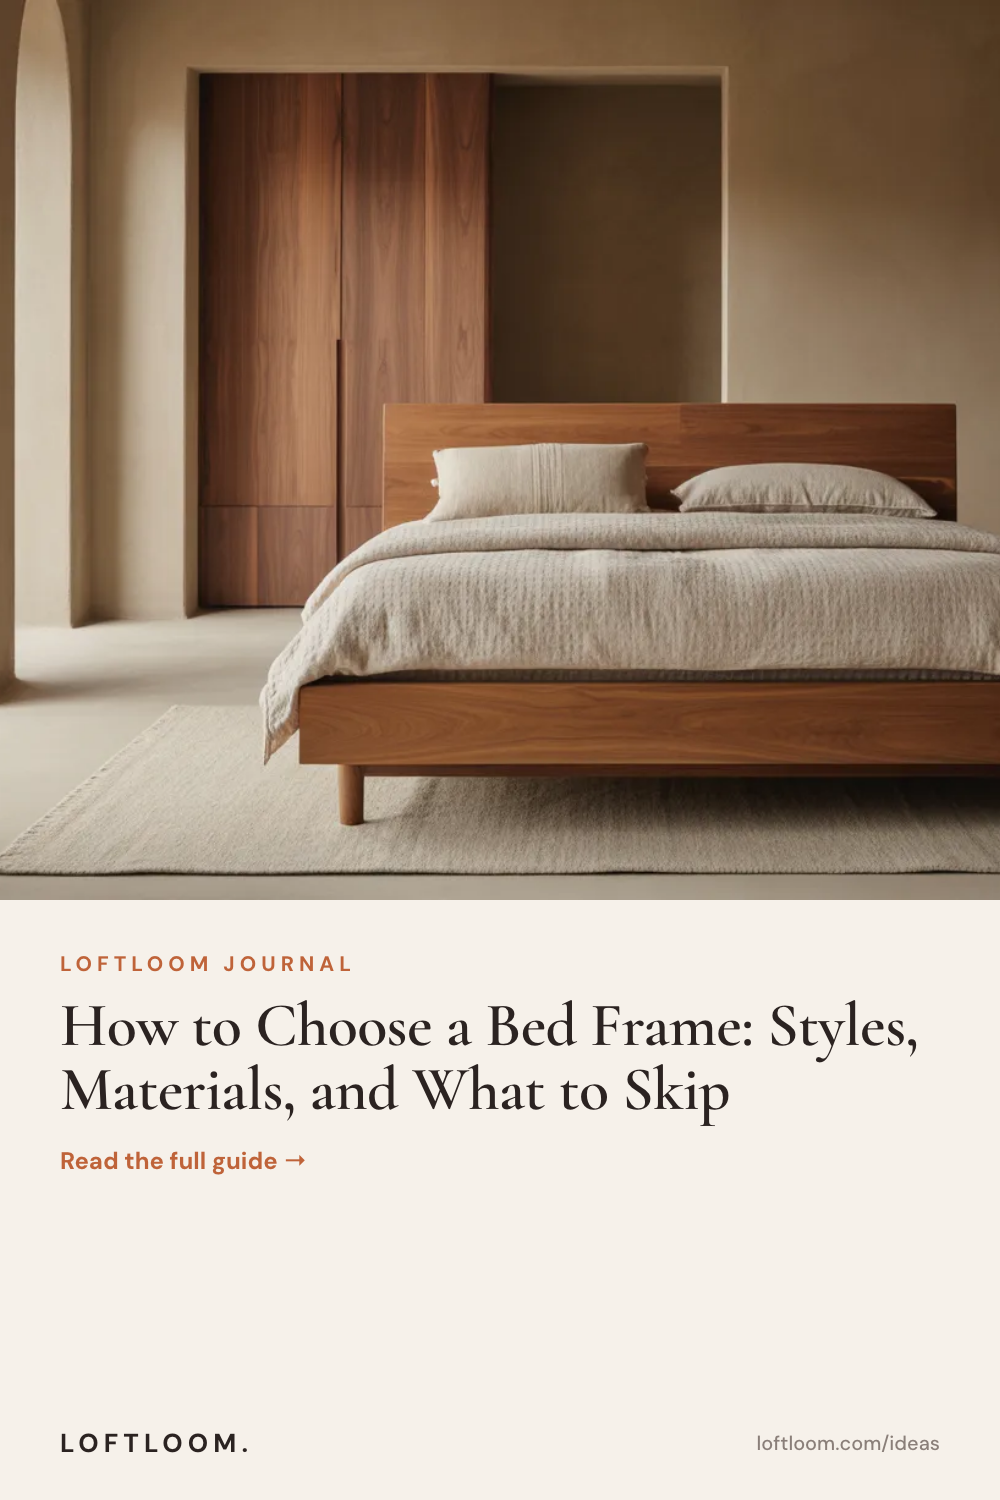 LOFTLOOM JOURNAL
How to Choose a Bed Frame: Styles,
Materials, and What to Skip
Read the full guide →
LOFTLOOM.
loftloom.com/ideas